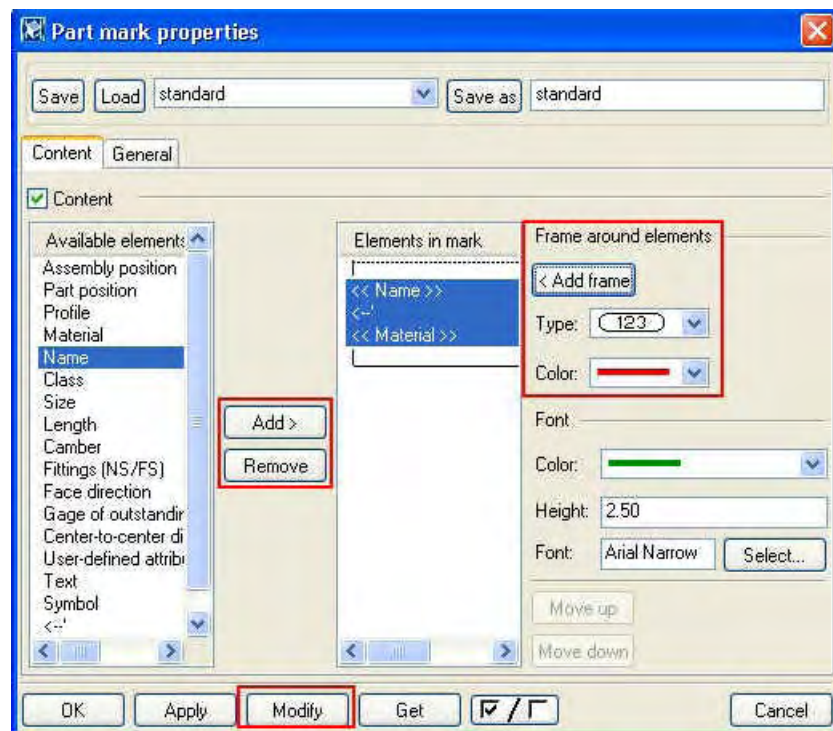 Part mark properties
Save Load standard Save as standard
Content General
Content
Available elements
Assembly position
Part position
Profile
Material
Name
Class
Size
Length
Camber
Fittings (NS/FS)
Face direction
Gage of outstandir
Center-to-center di
User-defined attribu
Text
Symbol
<--'
Add >
Remove
Elements in mark
<< Name >>
<--'
<< Material >>
Frame around elements
< Add frame
Type: 123
Color:
Font
Color:
Height: 2.50
Font: Arial Narrow Select...
Move up
Move down
OK Apply Modify Get / Cancel